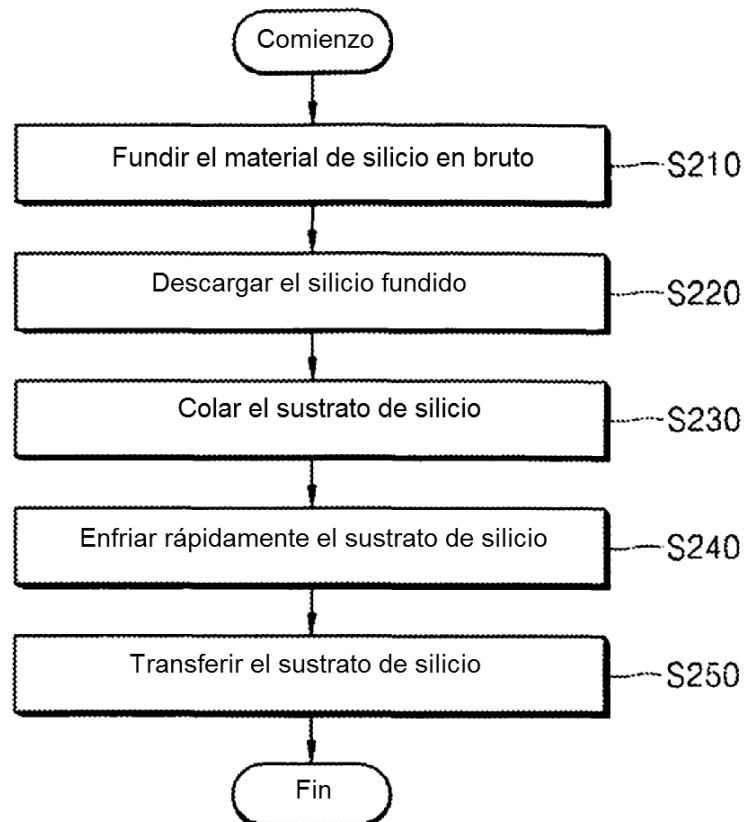 Comienzo
Fundir el material de silicio en bruto
S210
Descargar el silicio fundido
S220
Colar el sustrato de silicio
S230
Enfriar rápidamente el sustrato de silicio
S240
Transferir el sustrato de silicio
S250
Fin